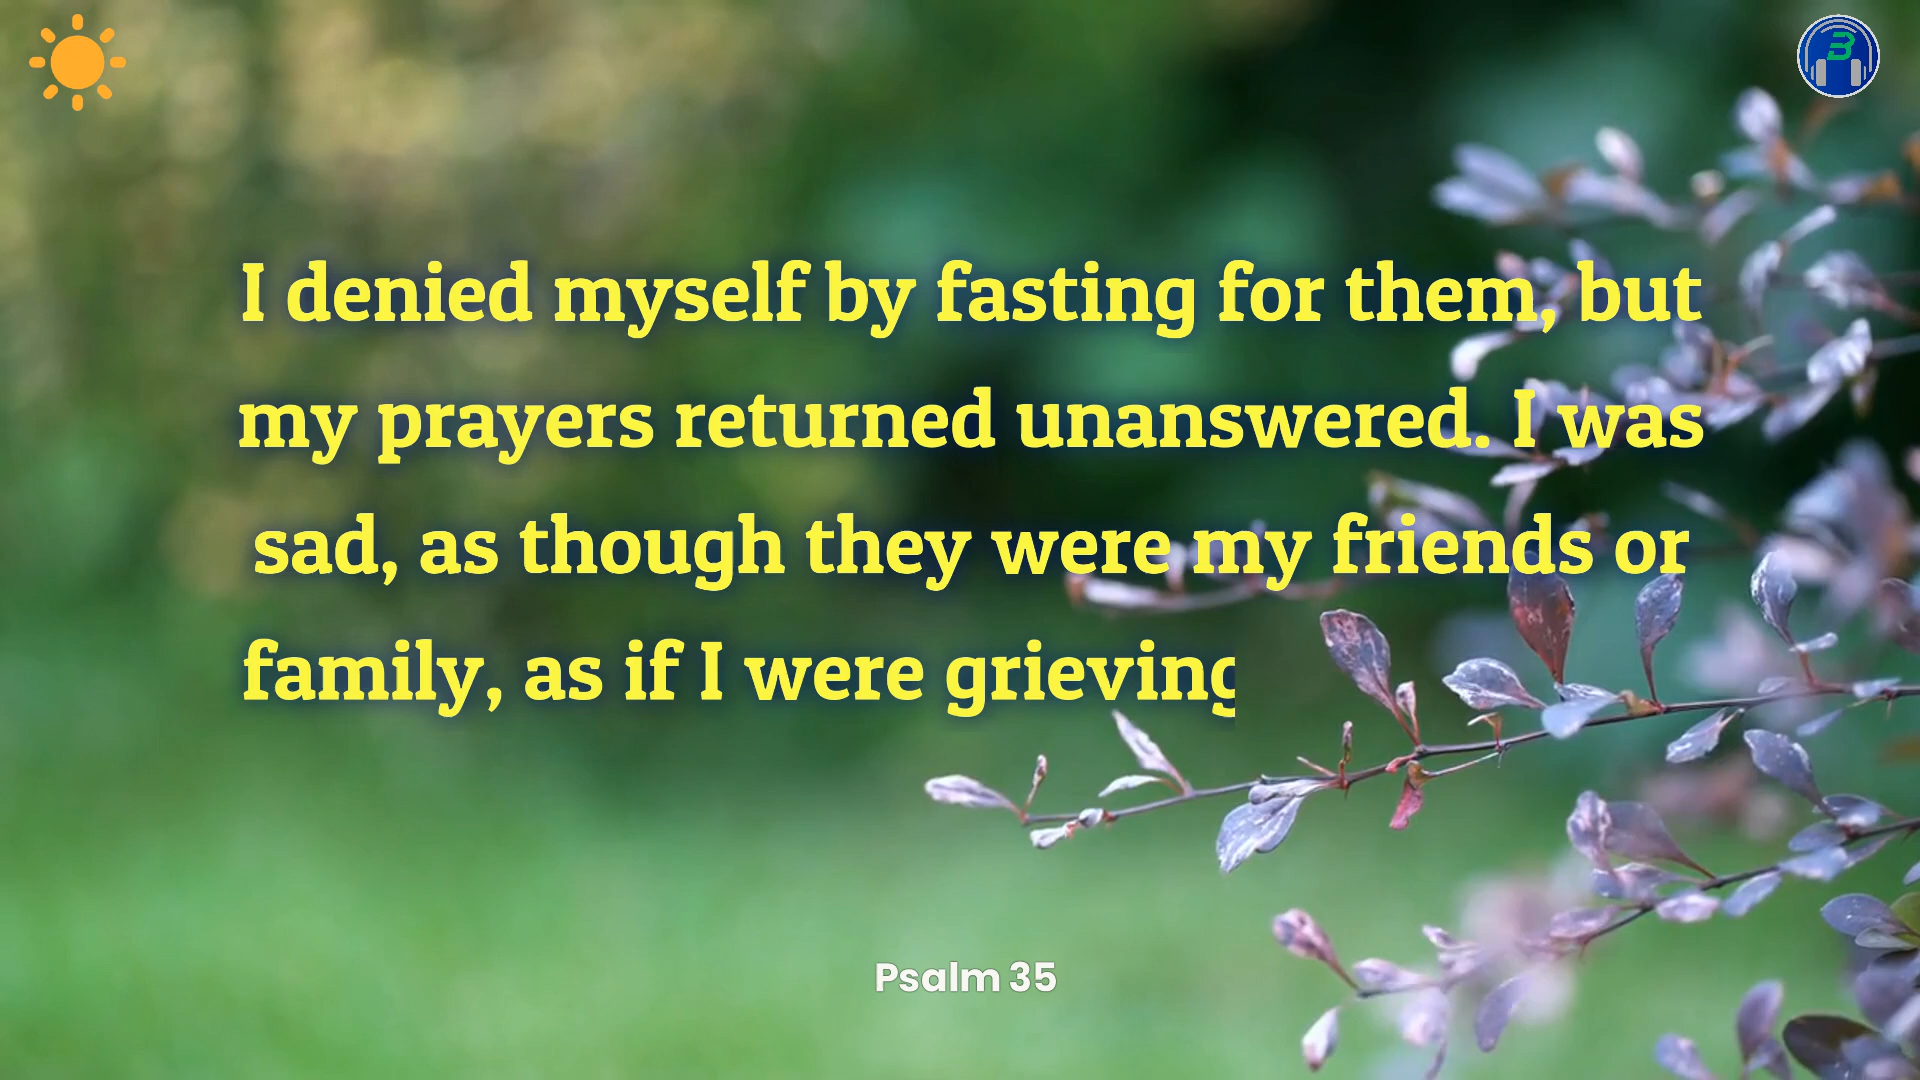 I denied myself by fasting for them, but
my prayers returned unanswered. I was
sad, as though they were my friends or
family, as if I were grieving
Psalm 35